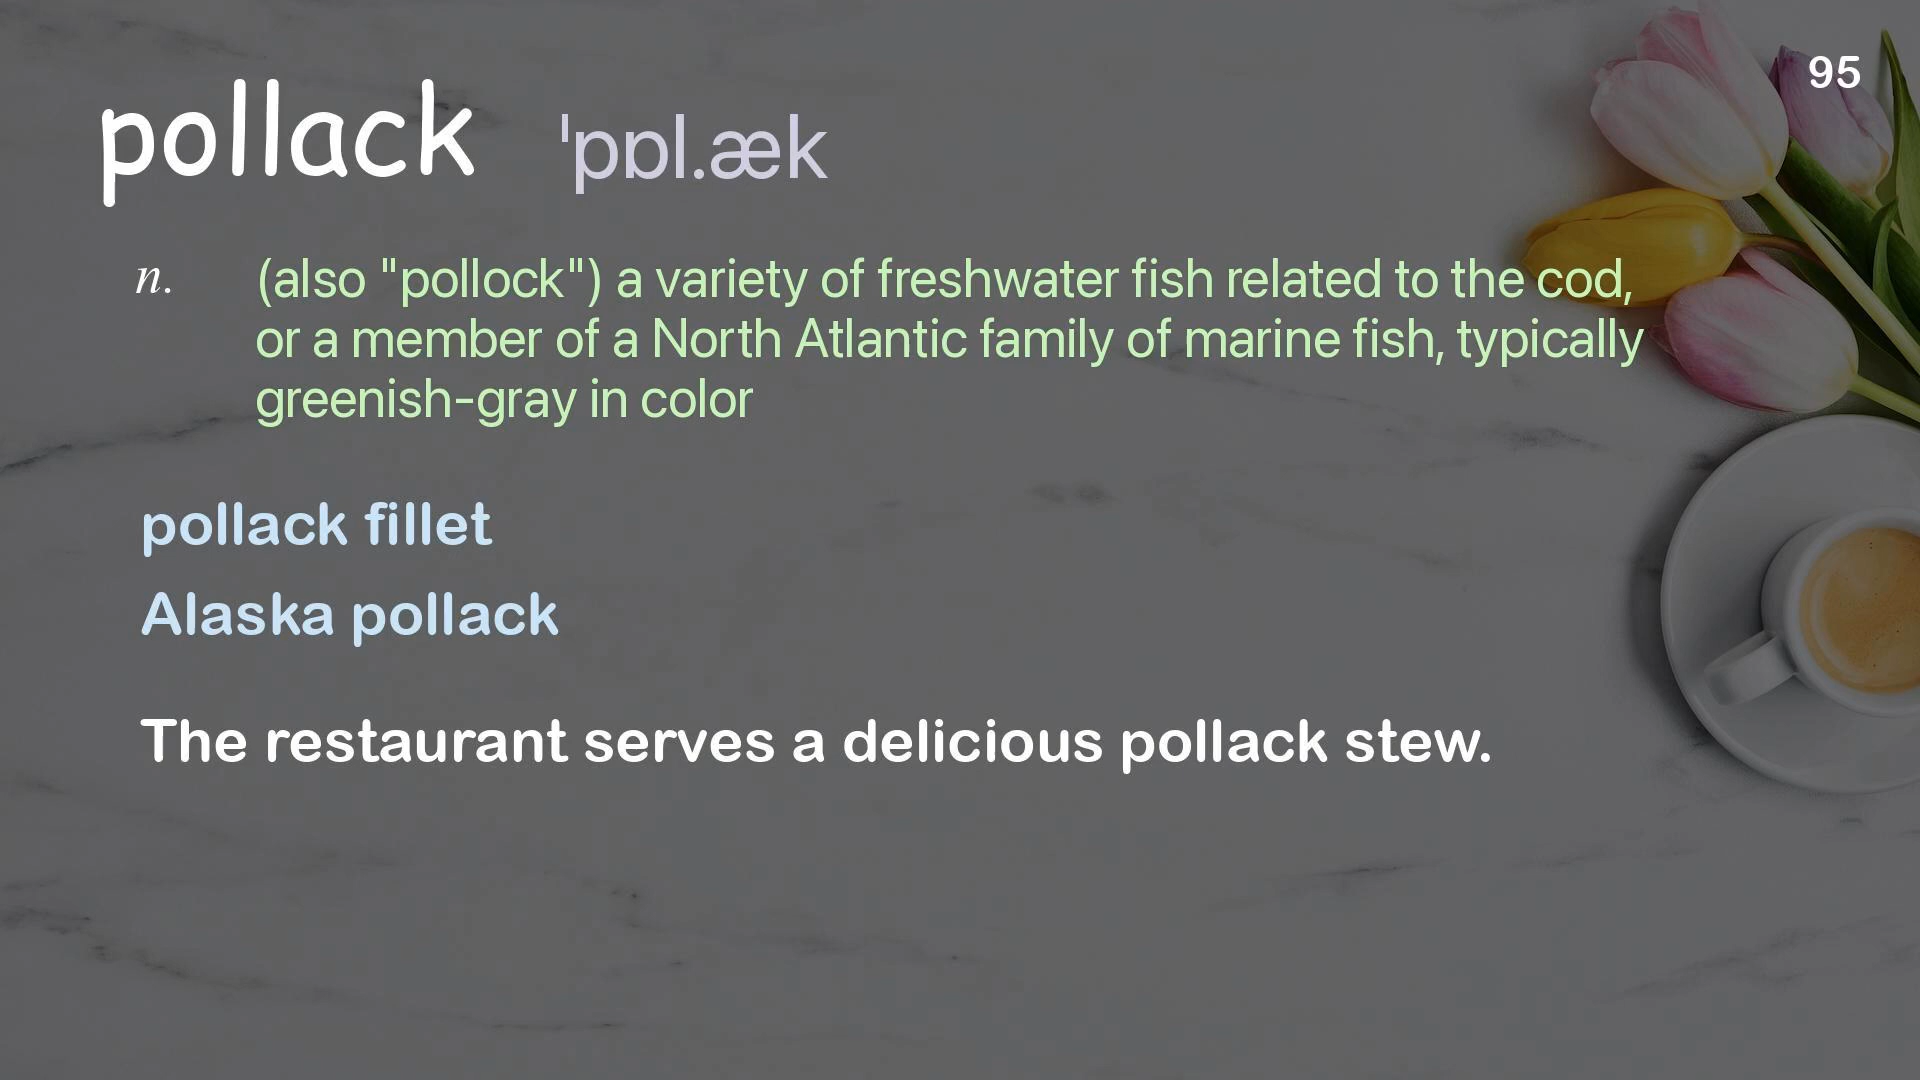 95
pollack ˈpɒl.æk
n. (also "pollock") a variety of freshwater fish related to the cod,
or a member of a North Atlantic family of marine fish, typically
greenish-gray in color
pollack fillet
Alaska pollack
The restaurant serves a delicious pollack stew.